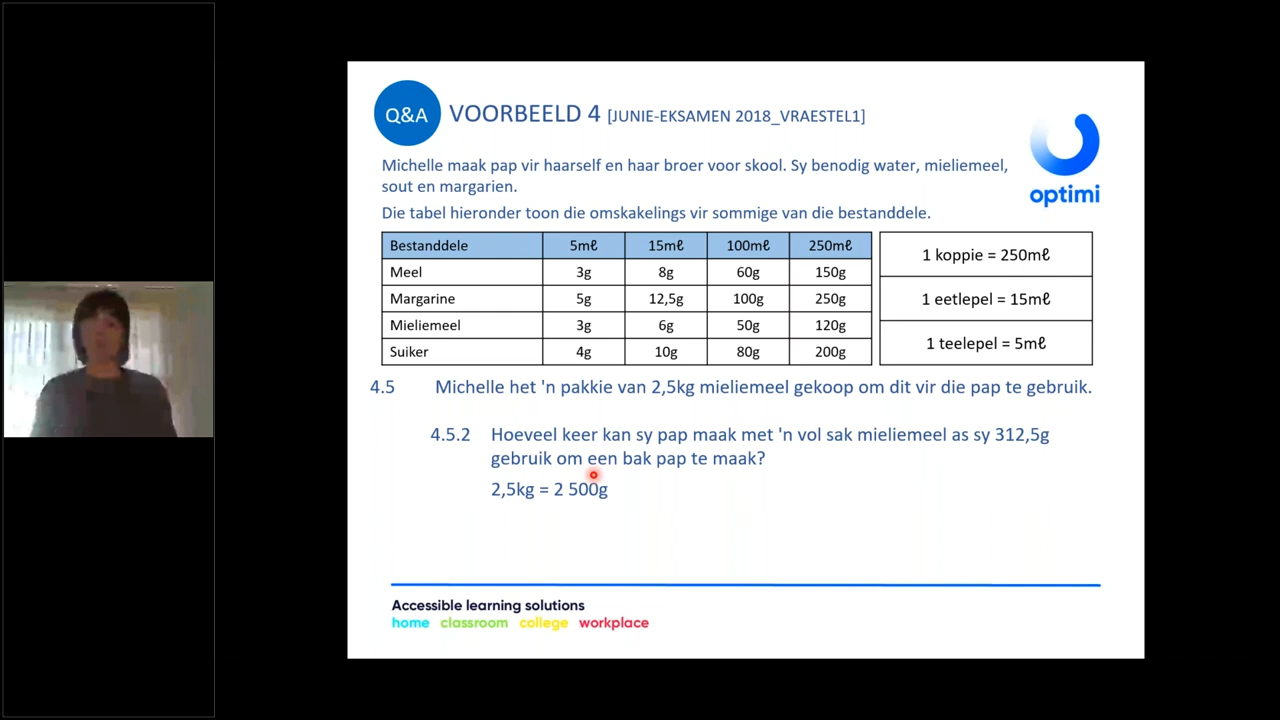 Q&A
VOORBEELD 4 [JUNIE-EKSAMEN 2018_VRAESTEL1]
optimi
Michelle maak pap vir haarself en haar broer voor skool. Sy benodig water, mieliemeel,
sout en margarien.
Die tabel hieronder toon die omskakelings vir sommige van die bestanddele.
Bestanddele 5mℓ 15mℓ 100mℓ 250mℓ
Meel 3g 8g 60g 150g
Margarine 5g 12,5g 100g 250g
Mieliemeel 3g 6g 50g 120g
Suiker 4g 10g 80g 200g
1 koppie = 250mℓ
1 eetlepel = 15mℓ
1 teelepel = 5mℓ
4.5 Michelle het 'n pakkie van 2,5kg mieliemeel gekoop om dit vir die pap te gebruik.
4.5.2 Hoeveel keer kan sy pap maak met 'n vol sak mieliemeel as sy 312,5g
gebruik om een bak pap te maak?
2,5kg = 2 500g
Accessible learning solutions
home classroom college workplace